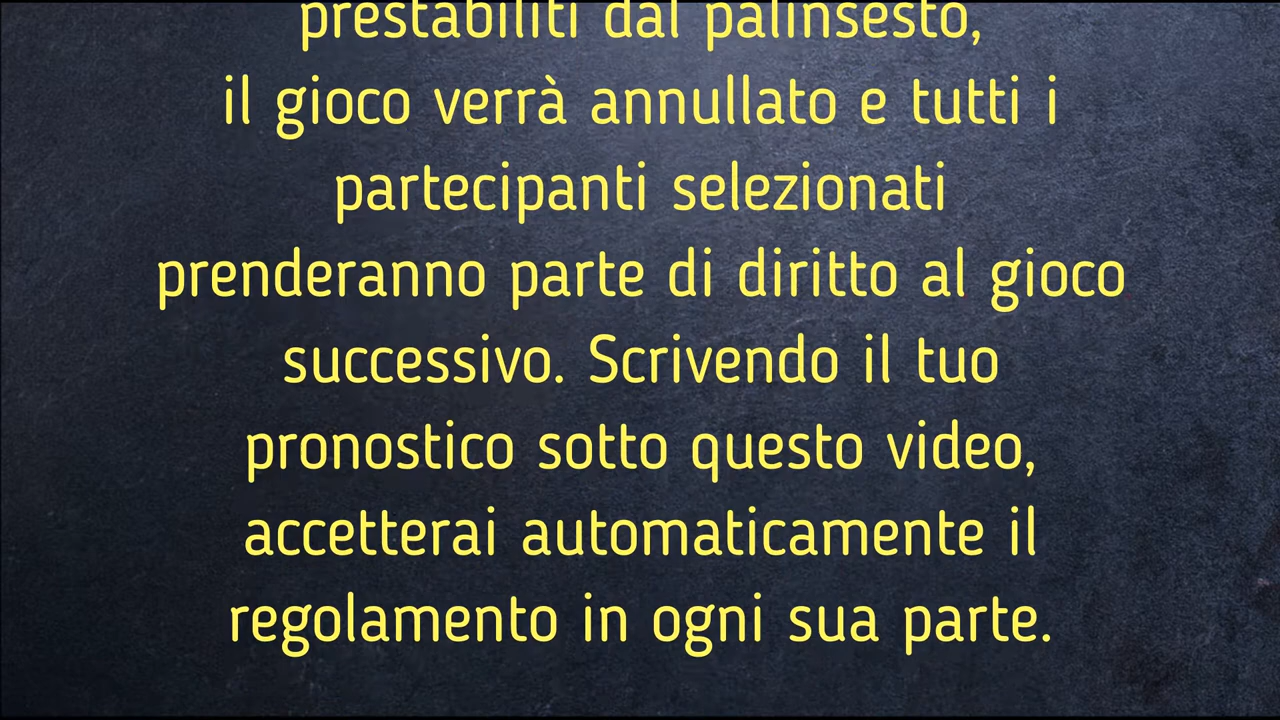 prestabiliti dal palinsesto,
il gioco verrà annullato e tutti i
partecipanti selezionati
prenderanno parte di diritto al gioco
successivo. Scrivendo il tuo
pronostico sotto questo video,
accetterai automaticamente il
regolamento in ogni sua parte.